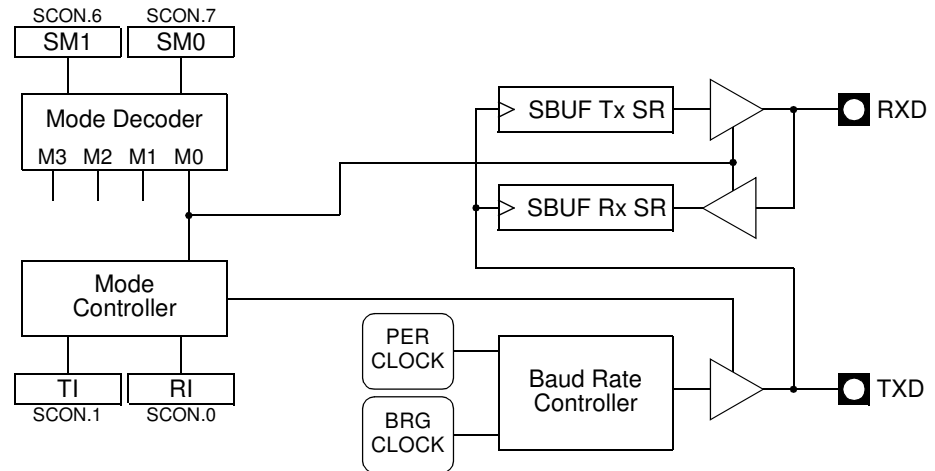 SCON.6 SCON.7
SM1 SM0
Mode Decoder
M3 M2 M1 M0
SBUF Tx SR
RXD
SBUF Rx SR
Mode
Controller
TI RI
SCON.1 SCON.0
PER
CLOCK
BRG
CLOCK
Baud Rate
Controller
TXD